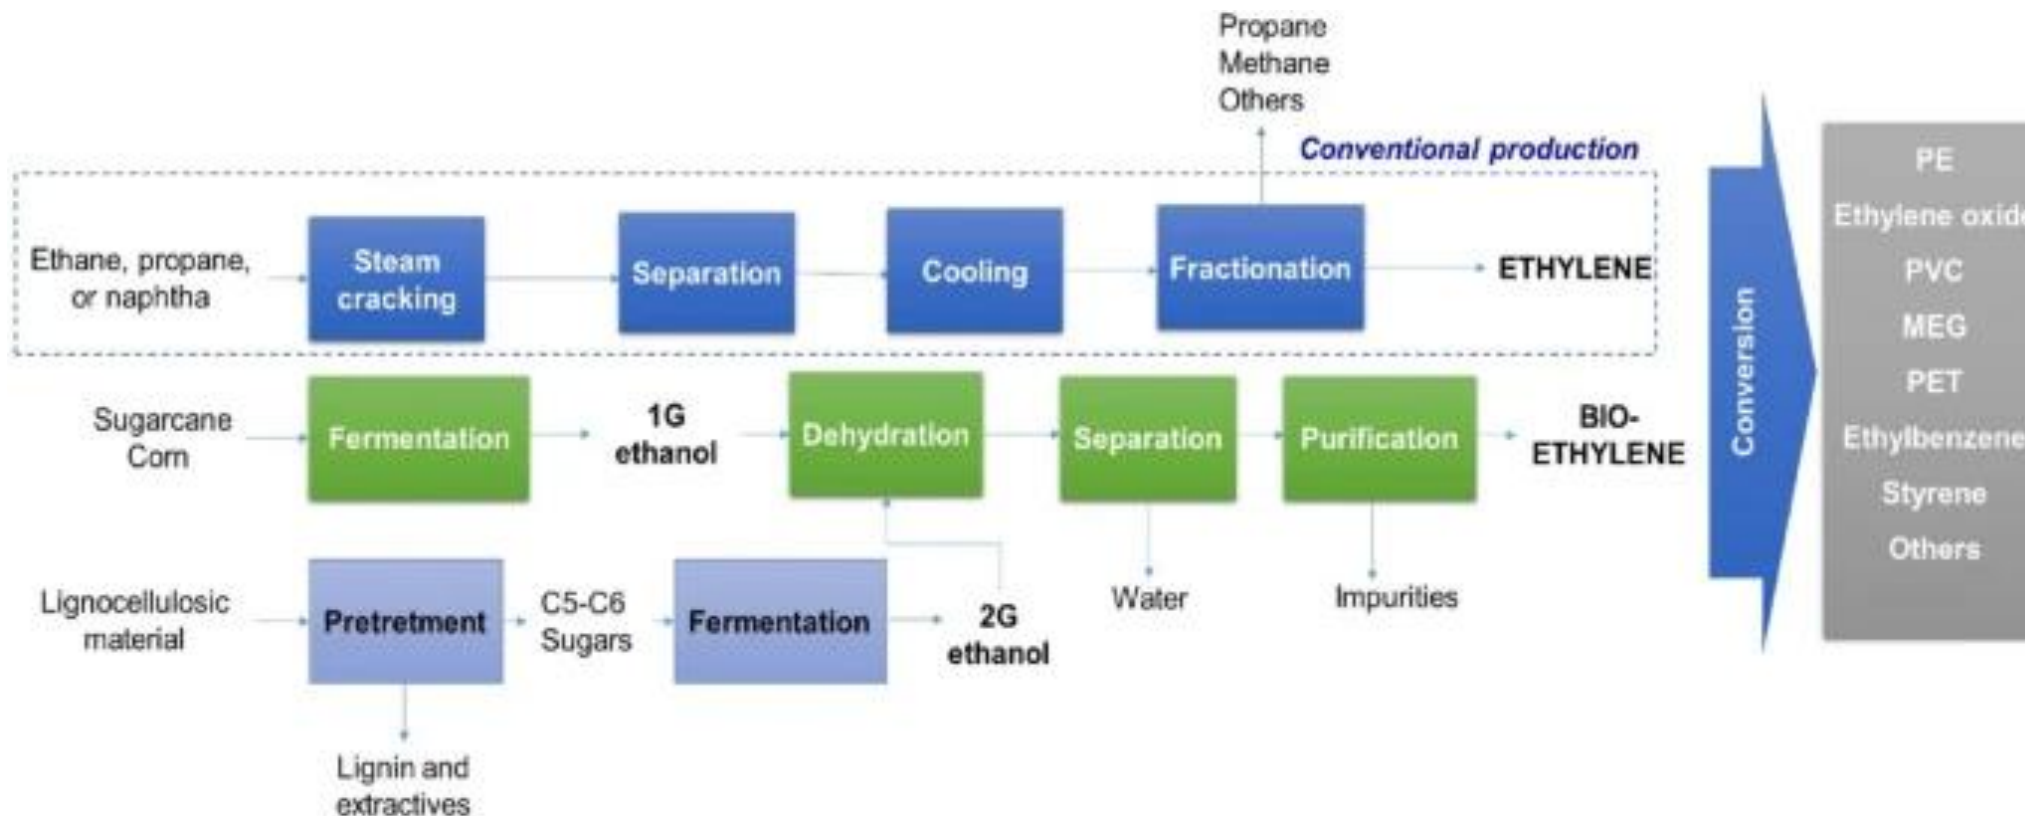 Propane
Methane
Others
Conventional production
Ethane, propane,
or naphtha
Steam
cracking
Separation
Cooling
Fractionation
ETHYLENE
Sugarcane
Corn
Fermentation
1G
ethanol
Dehydration
Separation
Purification
BIO-
ETHYLENE
Water
Impurities
Lignocellulosic
material
Pretretment
C5-C6
Sugars
Fermentation
2G
ethanol
Lignin and
extractives
Conversion
PE
Ethylene oxide
PVC
MEG
PET
Ethylbenzene
Styrene
Others